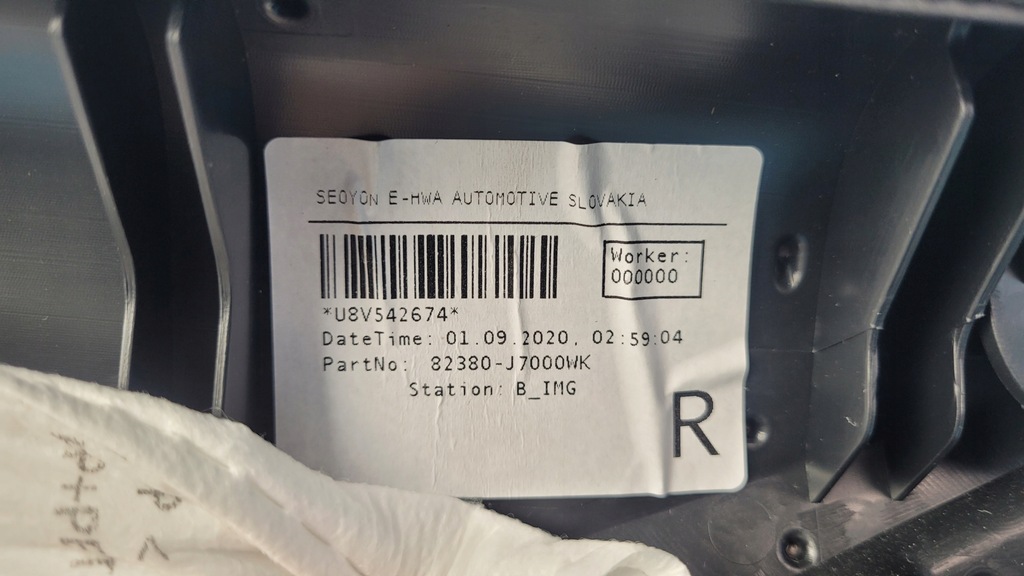 SEOYON E-HWA AUTOMOTIVE SLOVAKIA
Worker:
000000
*U8V542674*
DateTime: 01.09.2020, 02:59:04
PartNo: 82380-J7000WK
Station: B_IMG
R